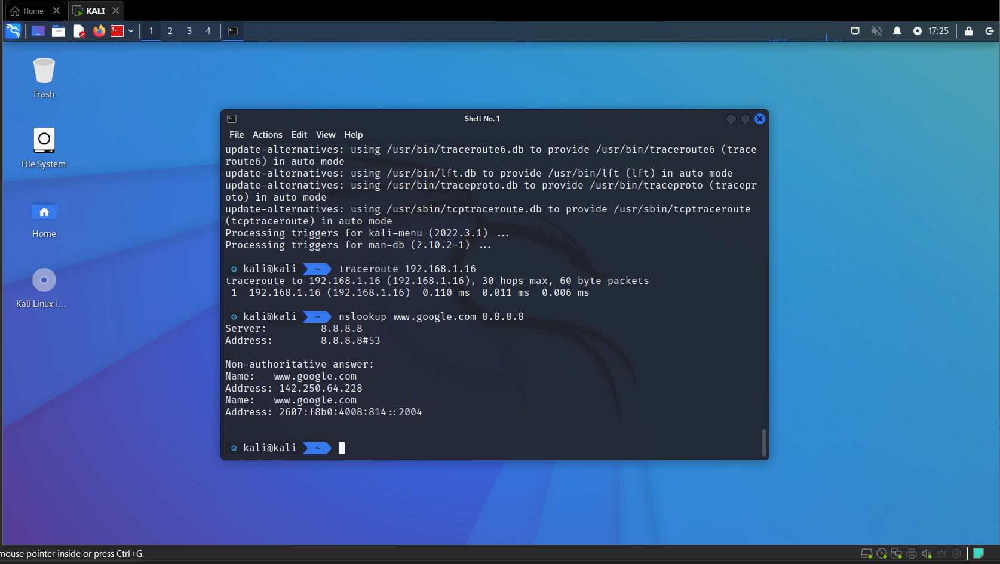 Home
KALI
1 2 3 4
17:25
Trash
File System
Home
Kali Linux i...
Shell No. 1
File Actions Edit View Help
update-alternatives: using /usr/bin/traceroute6.db to provide /usr/bin/traceroute6 (trace
route6) in auto mode
update-alternatives: using /usr/bin/lft.db to provide /usr/bin/lft (lft) in auto mode
update-alternatives: using /usr/bin/traceproto.db to provide /usr/bin/traceproto (tracepr
oto) in auto mode
update-alternatives: using /usr/sbin/tcptraceroute.db to provide /usr/sbin/tcptraceroute
(tcptraceroute) in auto mode
Processing triggers for kali-menu (2022.3.1) ...
Processing triggers for man-db (2.10.2-1) ...
kali@kali ~ traceroute 192.168.1.16
traceroute to 192.168.1.16 (192.168.1.16), 30 hops max, 60 byte packets
1 192.168.1.16 (192.168.1.16) 0.110 ms 0.011 ms 0.006 ms
kali@kali ~ nslookup www.google.com 8.8.8.8
Server: 8.8.8.8
Address: 8.8.8.8#53
Non-authoritative answer:
Name: www.google.com
Address: 142.250.64.228
Name: www.google.com
Address: 2607:f8b0:4008:814::2004
kali@kali ~
mouse pointer inside or press Ctrl+G.